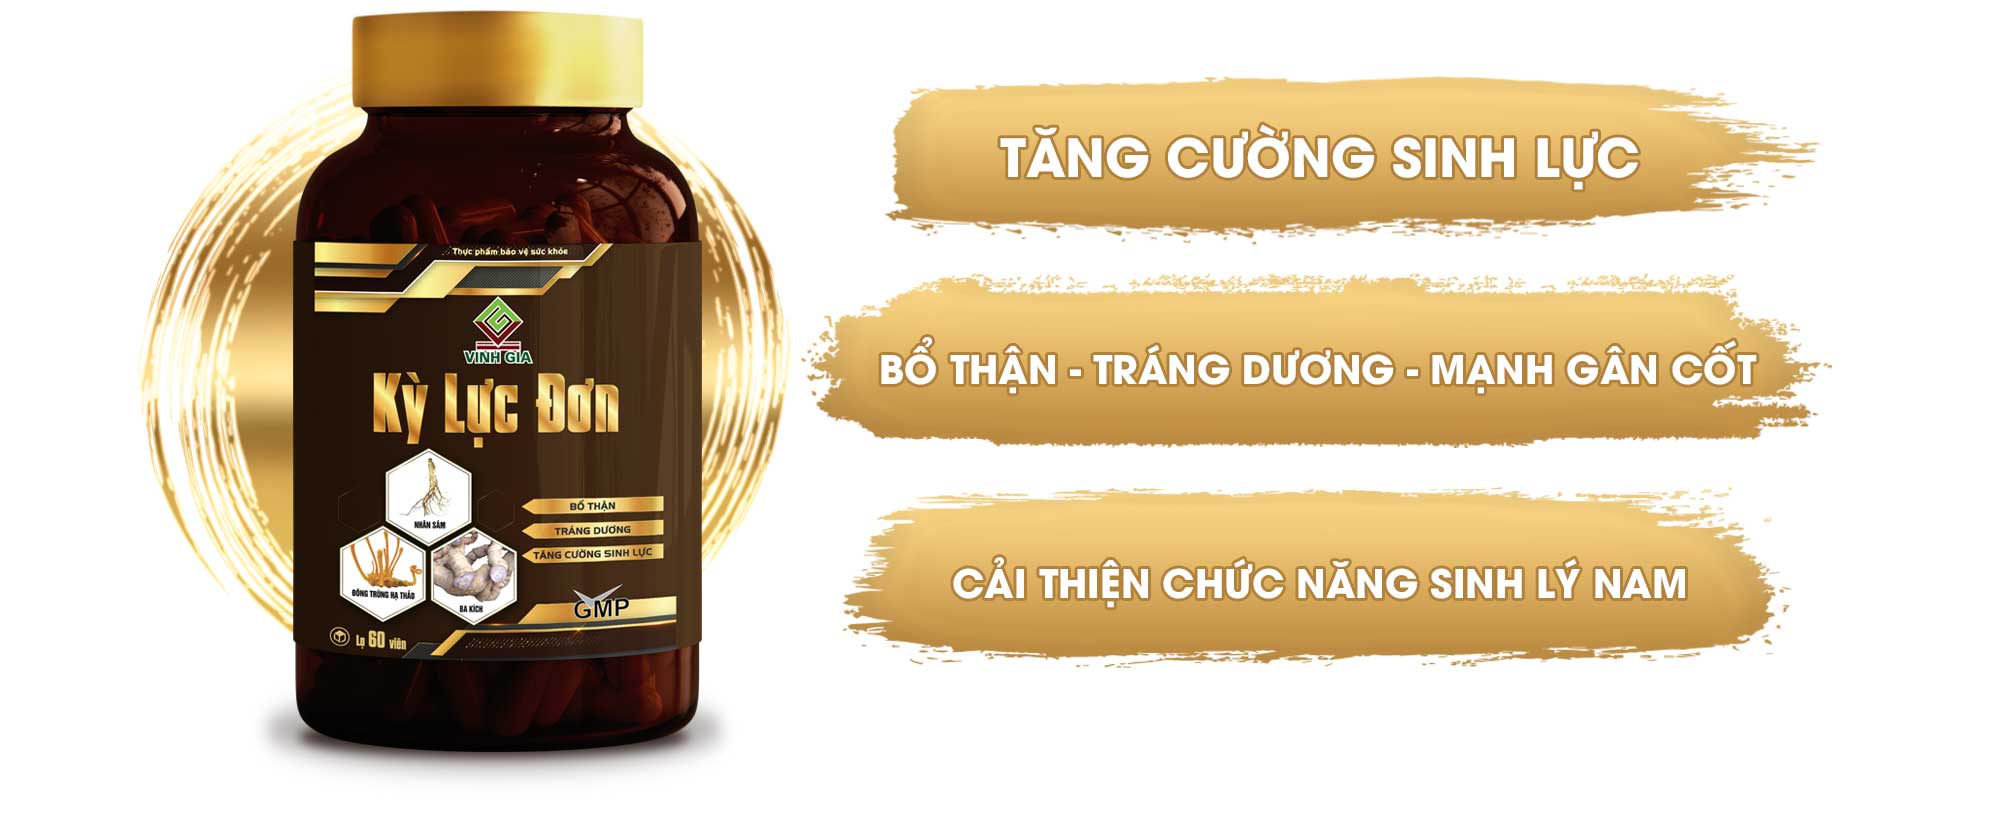 Thực phẩm bảo vệ sức khỏe
VINH GIA
Kỳ Lực Đơn
NHÂN SÂM
ĐÔNG TRÙNG HẠ THẢO
BA KÍCH
BỔ THẬN
TRÁNG DƯƠNG
TĂNG CƯỜNG SINH LỰC
GMP
Lọ 60 viên
TĂNG CƯỜNG SINH LỰC
BỔ THẬN - TRÁNG DƯƠNG - MẠNH GÂN CỐT
CẢI THIỆN CHỨC NĂNG SINH LÝ NAM